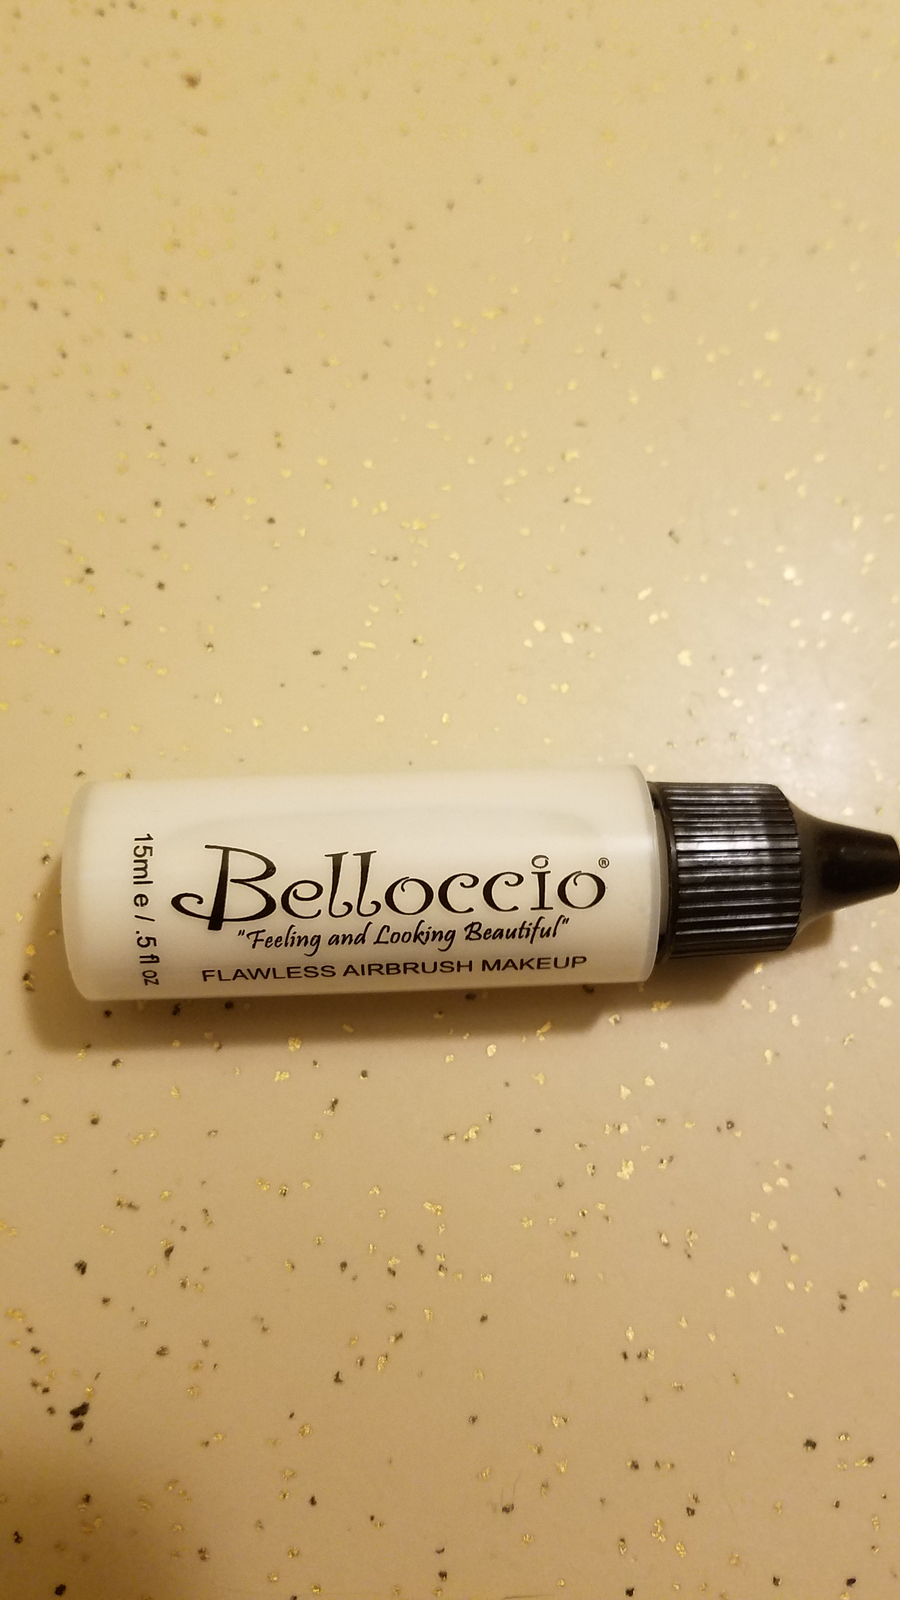 Belloccio®
"Feeling and Looking Beautiful"
FLAWLESS AIRBRUSH MAKEUP
15ml e / .5 fl oz